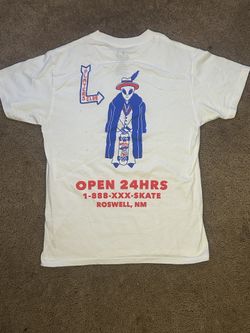 OPEN 24HRS
1-888-XXX-SKATE
ROSWELL, NM